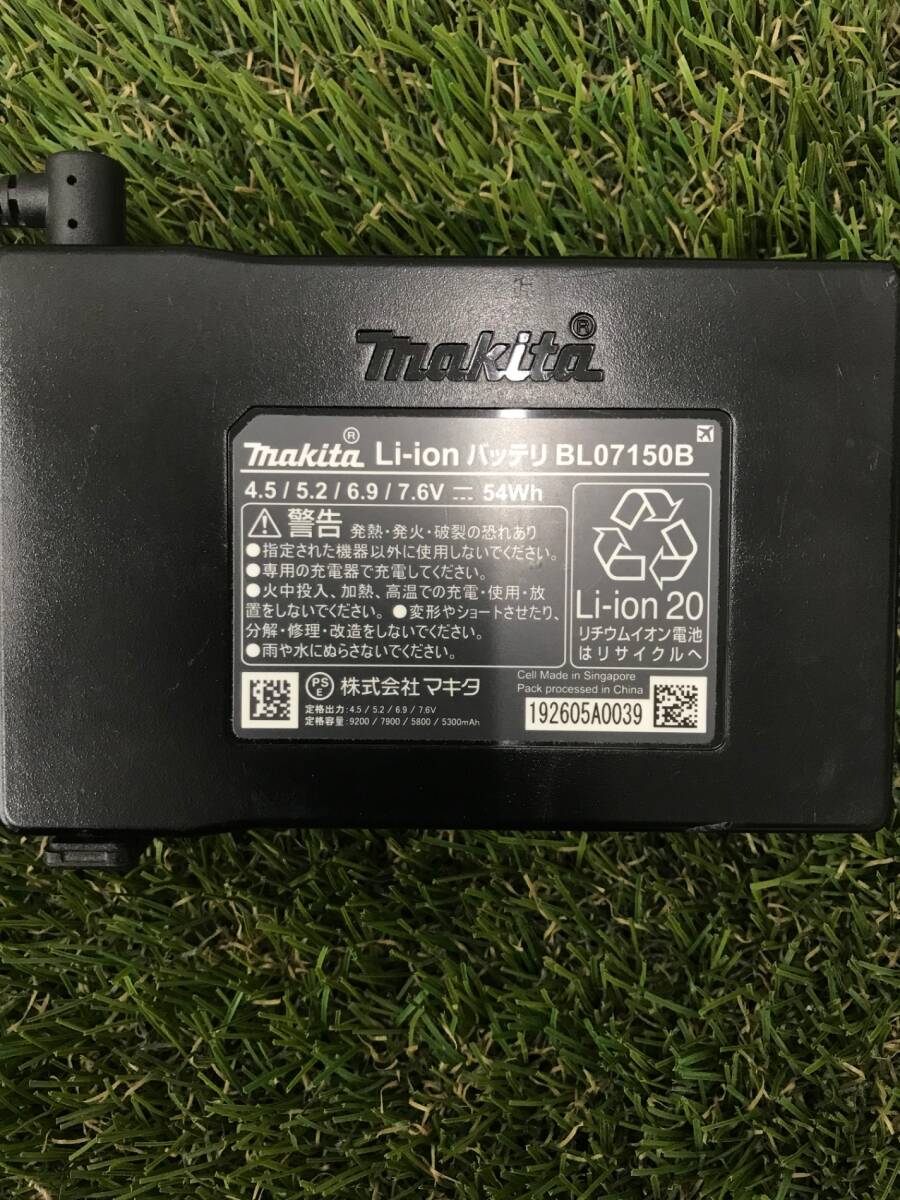 makita®
makita® Li-ion バッテリ BL07150B
4.5 / 5.2 / 6.9 / 7.6V ⎓ 54Wh
警告 発熱・発火・破裂の恐れあり
●指定された機器以外に使用しないでください。
●専用の充電器で充電してください。
●火中投入、加熱、高温での充電・使用・放
置をしないでください。 ●変形やショートさせたり、
分解・修理・改造をしないでください。
●雨や水にぬらさないでください。
Li-ion 20
リチウムイオン電池
はリサイクルへ
PSE 株式会社 マキタ
定格出力: 4.5 / 5.2 / 6.9 / 7.6V
定格容量: 9200 / 7900 / 5800 / 5300mAh
Cell Made in Singapore
Pack processed in China
192605A0039